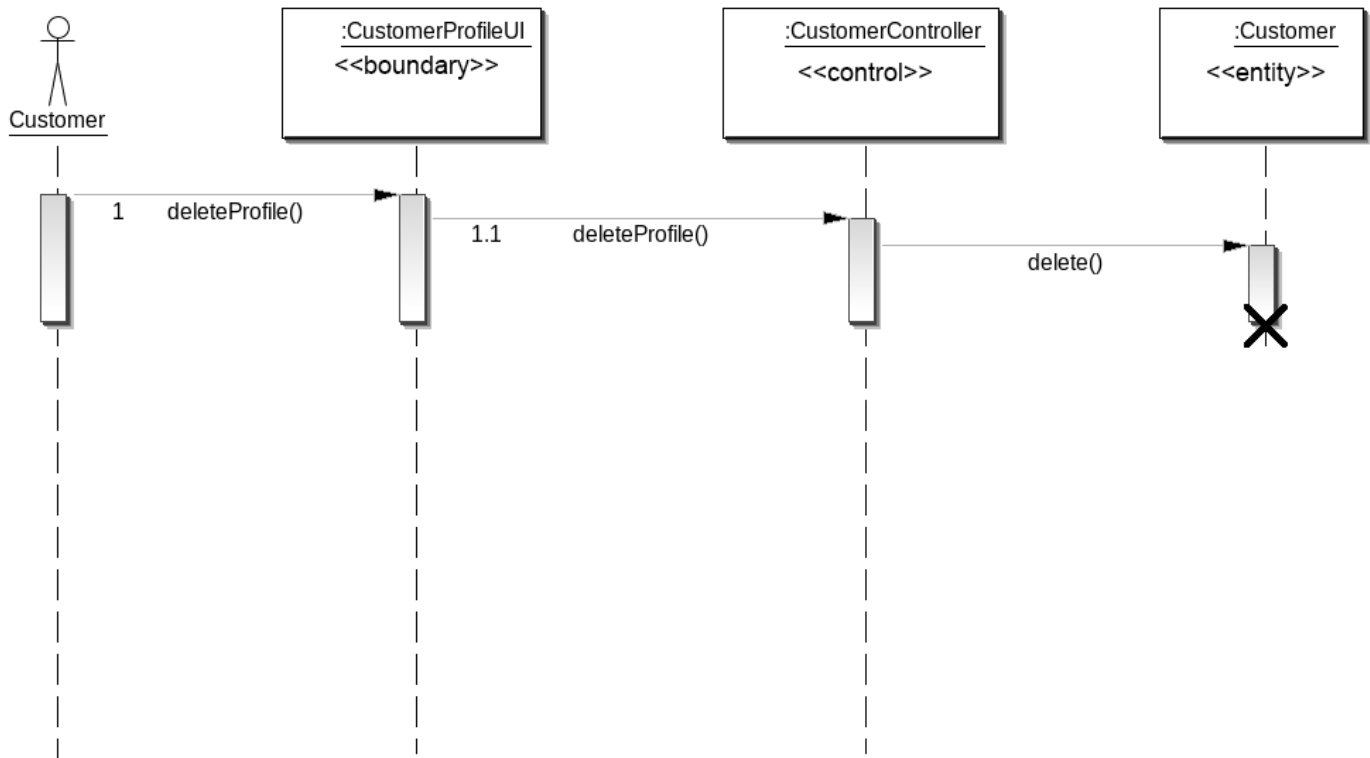 :CustomerProfileUI
<<boundary>>
:CustomerController
<<control>>
:Customer
<<entity>>
Customer
1 deleteProfile()
1.1 deleteProfile()
delete()